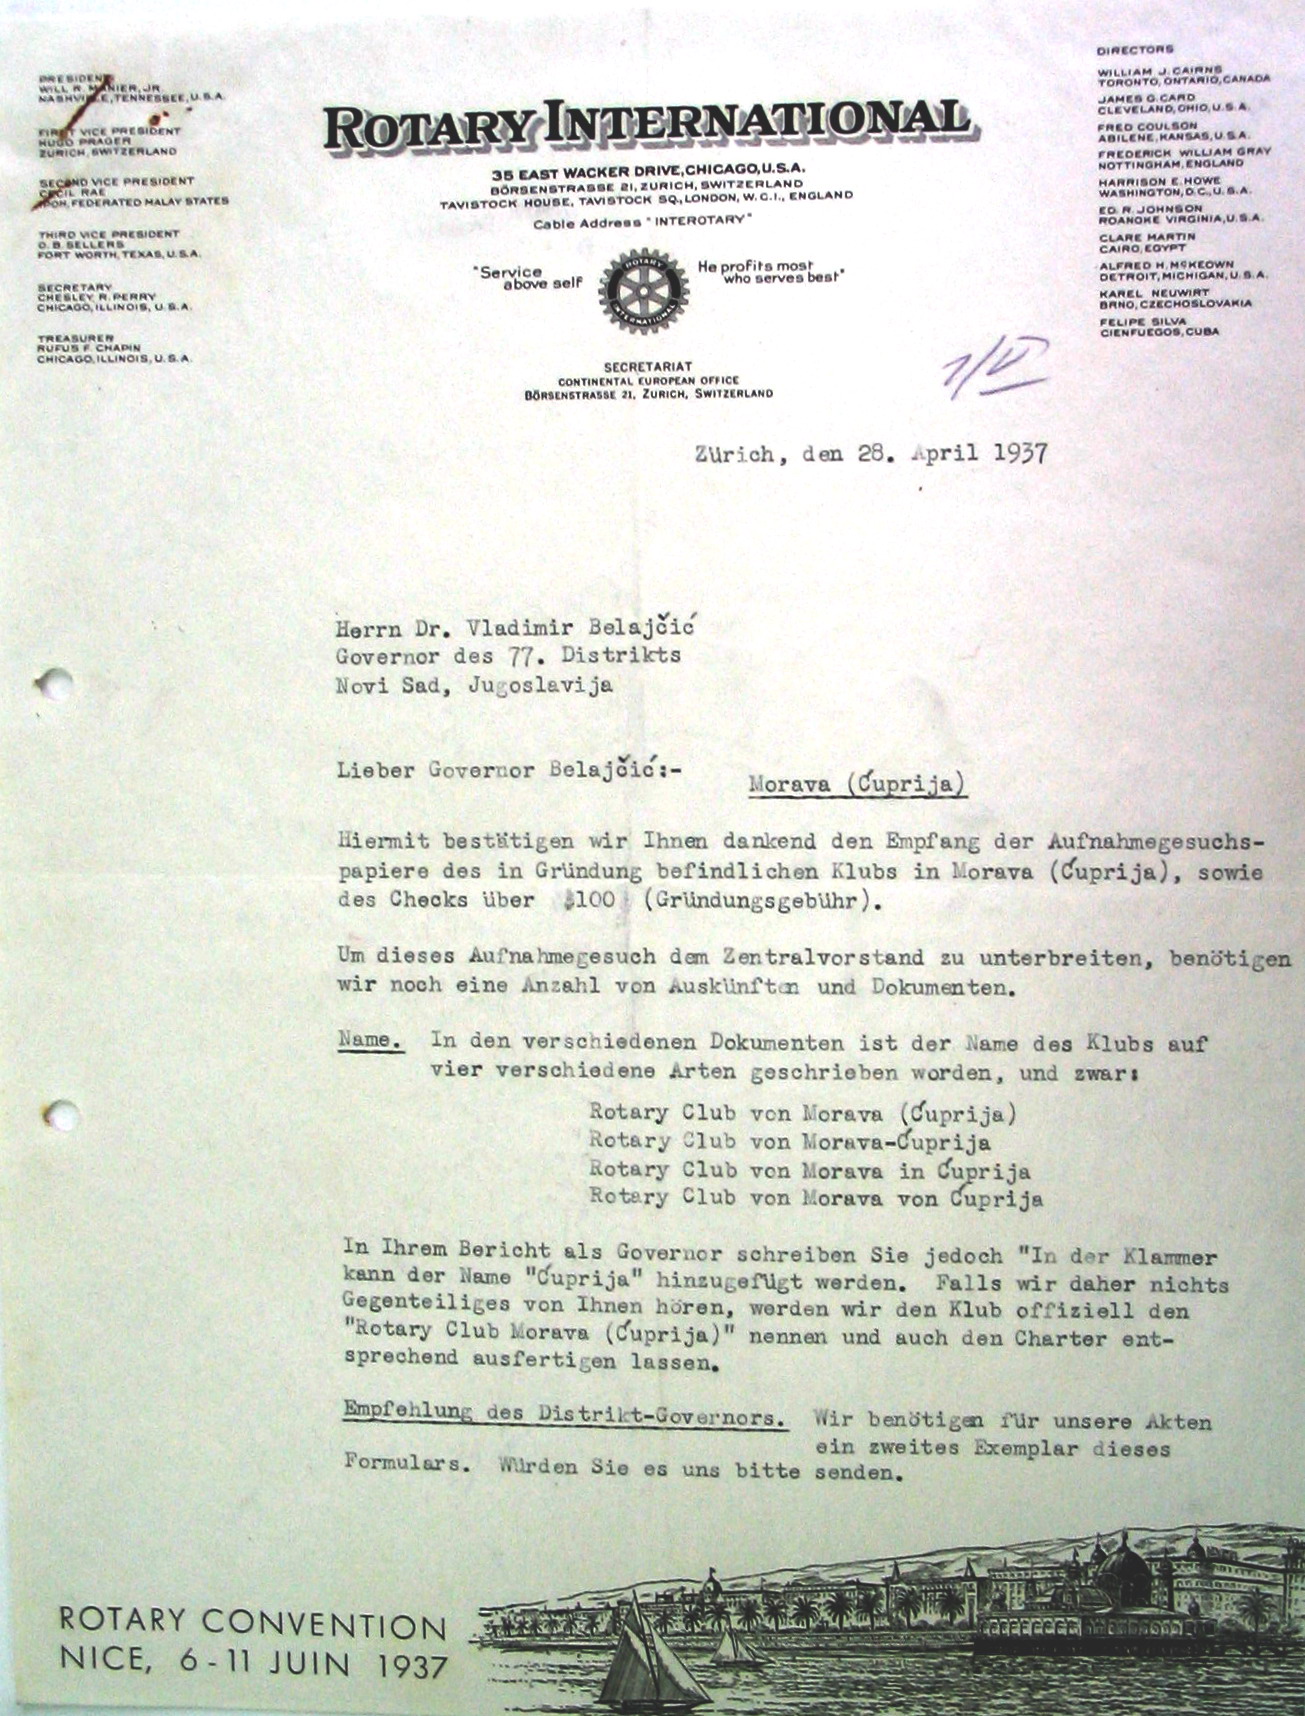 PRESIDENT
WILL R. MANIER, JR.
NASHVILLE, TENNESSEE, U.S.A.
FIRST VICE PRESIDENT
HUGO PRAGER
ZURICH, SWITZERLAND
SECOND VICE PRESIDENT
CECIL RAE
IPOH, FEDERATED MALAY STATES
THIRD VICE PRESIDENT
O. B. SELLERS
FORT WORTH, TEXAS, U.S.A.
SECRETARY
CHESLEY R. PERRY
CHICAGO, ILLINOIS, U.S.A.
TREASURER
RUFUS F. CHAPIN
CHICAGO, ILLINOIS, U.S.A.
ROTARY INTERNATIONAL
35 EAST WACKER DRIVE, CHICAGO, U.S.A.
BÖRSENSTRASSE 21, ZURICH, SWITZERLAND
TAVISTOCK HOUSE, TAVISTOCK SQ., LONDON, W.C.1., ENGLAND
Cable Address "INTEROTARY"
"Service
above self
ROTARY
INTERNATIONAL
He profits most
who serves best"
SECRETARIAT
CONTINENTAL EUROPEAN OFFICE
BÖRSENSTRASSE 21, ZURICH, SWITZERLAND
DIRECTORS
WILLIAM J. CAIRNS
TORONTO, ONTARIO, CANADA
JAMES G. CARD
CLEVELAND, OHIO, U.S.A.
FRED COULSON
ABILENE, KANSAS, U.S.A.
FREDERICK WILLIAM GRAY
NOTTINGHAM, ENGLAND
HARRISON E. HOWE
WASHINGTON, D.C., U.S.A.
ED. R. JOHNSON
ROANOKE VIRGINIA, U.S.A.
CLARE MARTIN
CAIRO, EGYPT
ALFRED H. McKEOWN
DETROIT, MICHIGAN, U.S.A.
KAREL NEUWIRT
BRNO, CZECHOSLOVAKIA
FELIPE SILVA
CIENFUEGOS, CUBA
1/V
Zürich, den 28. April 1937
Herrn Dr. Vladimir Belajčić
Governor des 77. Distrikts
Novi Sad, Jugoslavija
Lieber Governor Belajčić:-
Morava (Ćuprija)
Hiermit bestätigen wir Ihnen dankend den Empfang der Aufnahmegesuchs-
papiere des in Gründung befindlichen Klubs in Morava (Ćuprija), sowie
des Checks über $100 (Gründungsgebühr).
Um dieses Aufnahmegesuch dem Zentralvorstand zu unterbreiten, benötigen
wir noch eine Anzahl von Auskünften und Dokumenten.
Name. In den verschiedenen Dokumenten ist der Name des Klubs auf
vier verschiedene Arten geschrieben worden, und zwar:
Rotary Club von Morava (Ćuprija)
Rotary Club von Morava-Ćuprija
Rotary Club von Morava in Ćuprija
Rotary Club von Morava von Ćuprija
In Ihrem Bericht als Governor schreiben Sie jedoch "In der Klammer
kann der Name "Ćuprija" hinzugefügt werden. Falls wir daher nichts
Gegenteiliges von Ihnen hören, werden wir den Klub offiziell den
"Rotary Club Morava (Ćuprija)" nennen und auch den Charter ent-
sprechend ausfertigen lassen.
Empfehlung des Distrikt-Governors. Wir benötigen für unsere Akten
ein zweites Exemplar dieses
Formulars. Würden Sie es uns bitte senden.
ROTARY CONVENTION
NICE, 6-11 JUIN 1937